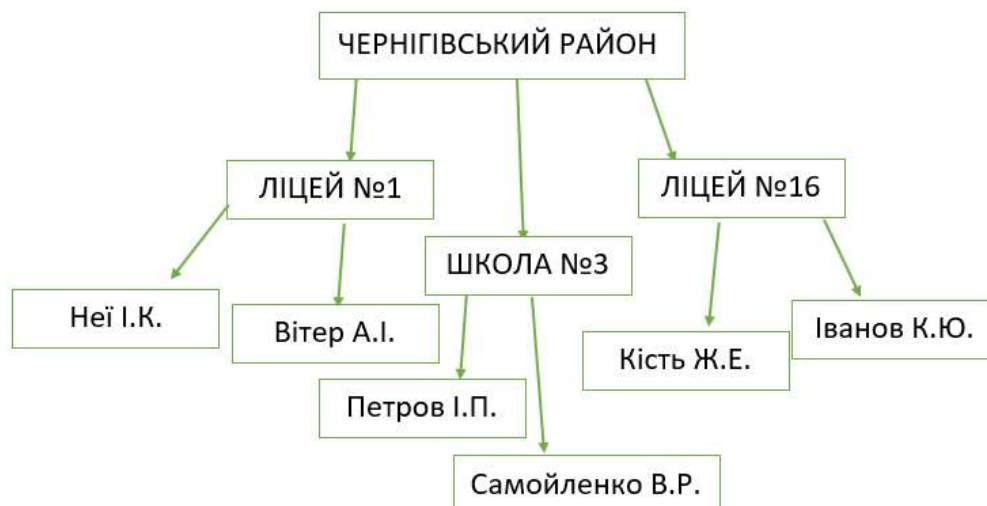 ЧЕРНІГІВСЬКИЙ РАЙОН
ЛІЦЕЙ №1
ЛІЦЕЙ №16
ШКОЛА №3
Неї І.К.
Вітер А.І.
Іванов К.Ю.
Кість Ж.Е.
Петров І.П.
Самойленко В.Р.